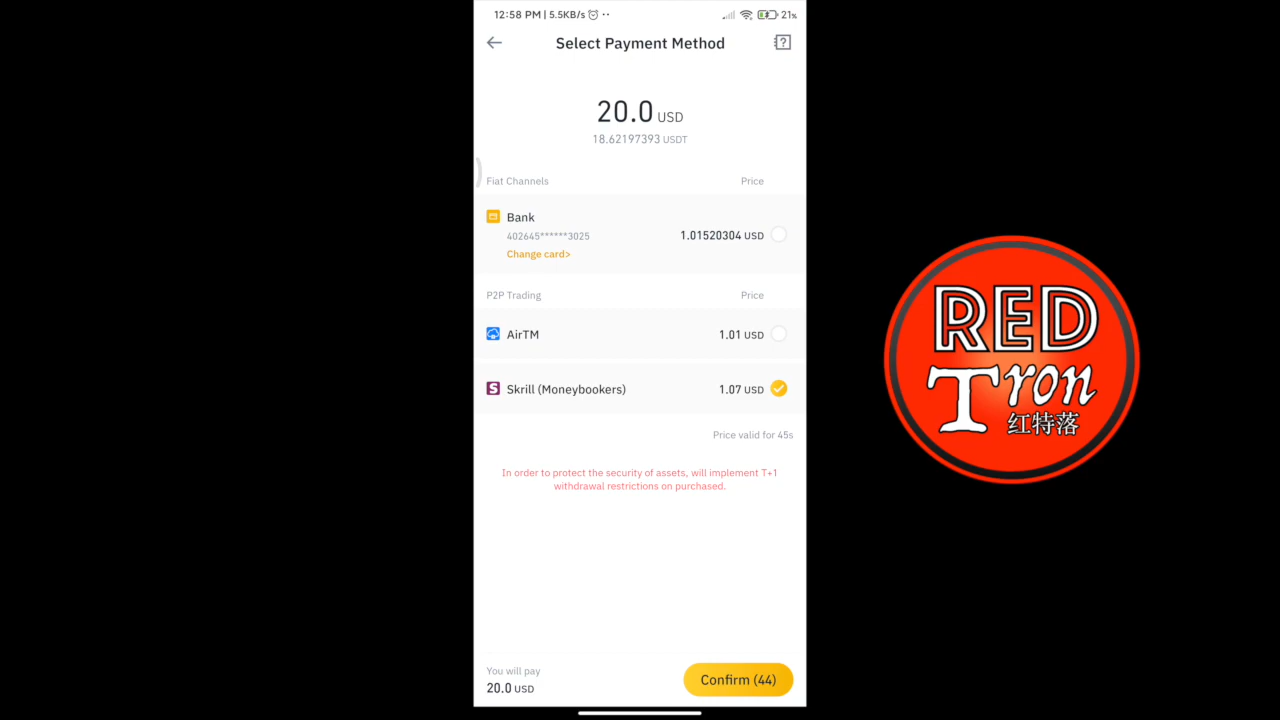 12:58 PM | 5.5KB/s
21%
Select Payment Method
20.0 USD
18.62197393 USDT
Fiat Channels Price
Bank
402645******3025 1.01520304 USD
Change card>
P2P Trading Price
AirTM 1.01 USD
Skrill (Moneybookers) 1.07 USD
Price valid for 45s
In order to protect the security of assets, will implement T+1
withdrawal restrictions on purchased.
You will pay
20.0 USD
Confirm (44)
RED
Tron
红特落